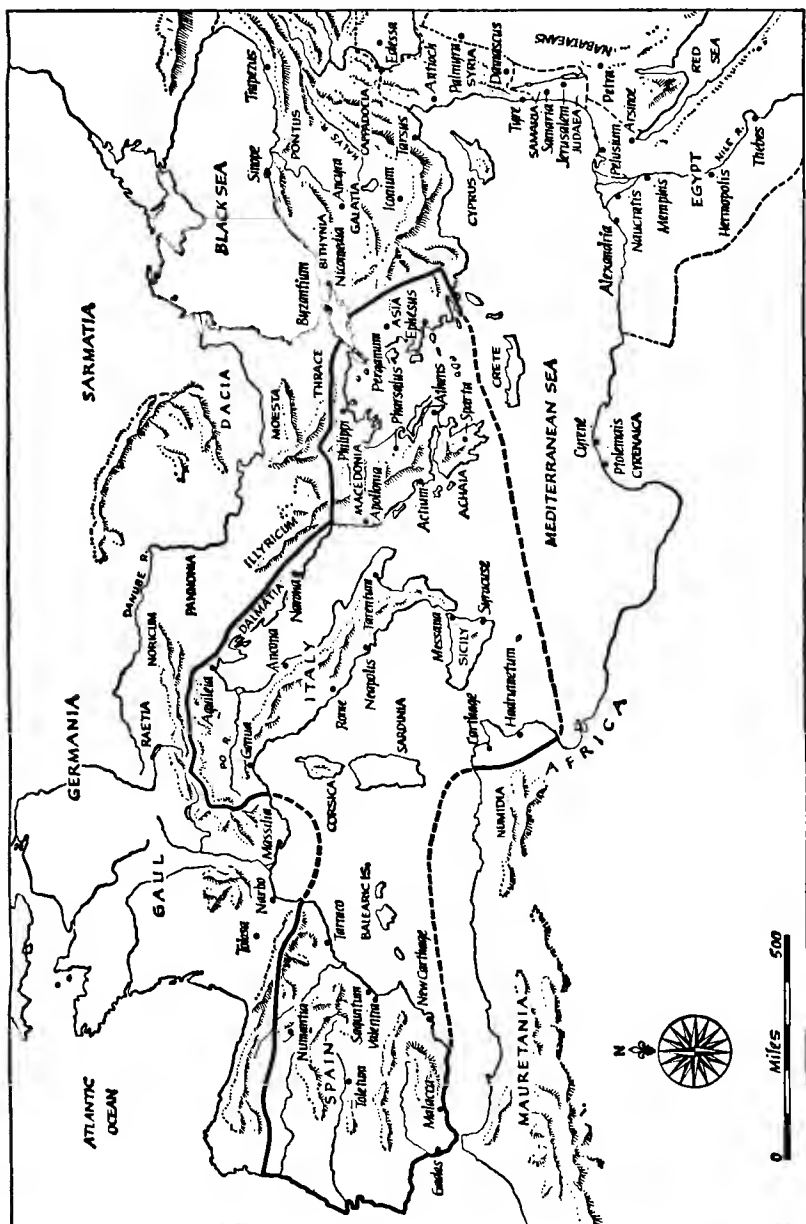 ATLANTIC
OCEAN
GERMANIA
SARMATIA
GAUL
RAETIA
NORICUM
DANUBE R.
PANNONIA
DACIA
BLACK SEA
Tolosa
Narbo
Massilia
Genua
PO R.
Aquileia
DALMATIA
Narona
ILLYRICUM
MOESTA
THRACE
Byzantium
BITHYNIA
Nicomedia
Sinope
PONTUS
Trapezus
HALYS R.
Ancyra
GALATIA
CAPPADOCIA
Iconium
Tarsus
Edessa
Antioch
Palmyra
SYRIA
Damascus
NABATAEANS
SPAIN
Numantia
Toletum
Saguntum
Valentia
Tarraco
New Carthage
Malacca
Gades
BALEARIC IS.
CORSICA
SARDINIA
ITALY
Ancona
Rome
Neapolis
Tarentum
Messana
SICILY
Syracuse
MACEDONIA
Apollonia
Philippi
Pharsalus
Actium
ACHAIA
Athens
Sparta
Pergamum
ASIA
Ephesus
CRETE
CYPRUS
MEDITERRANEAN SEA
Tyre
SAMARIA
Samaria
Jerusalem
JUDAEA
Petra
Pelusium
Arsinoe
RED
SEA
Alexandria
Naucratis
Memphis
EGYPT
Hermopolis
NILE R.
Thebes
Cyrene
Ptolemais
CYRENAICA
Carthage
Hadrumetum
NUMIDIA
AFRICA
MAURETANIA
N
0 Miles 500